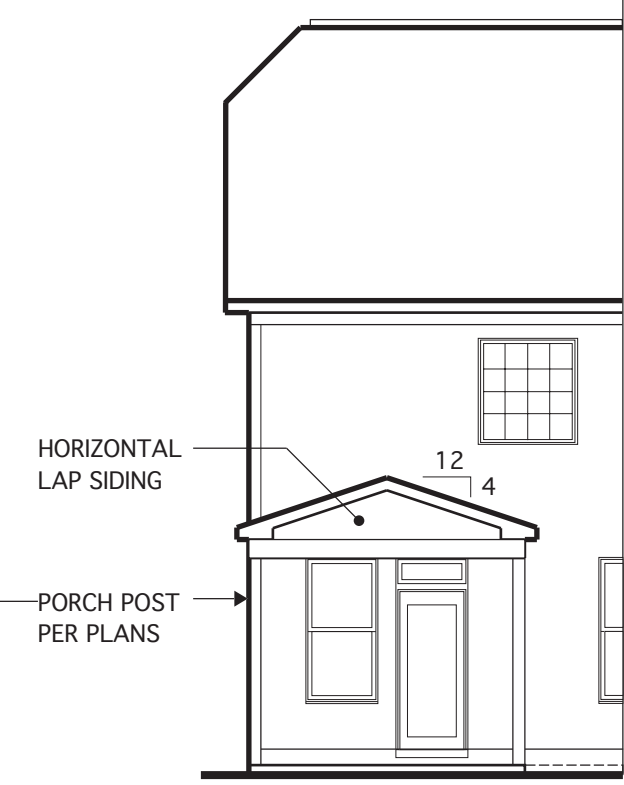 HORIZONTAL
LAP SIDING
12
4
PORCH POST
PER PLANS